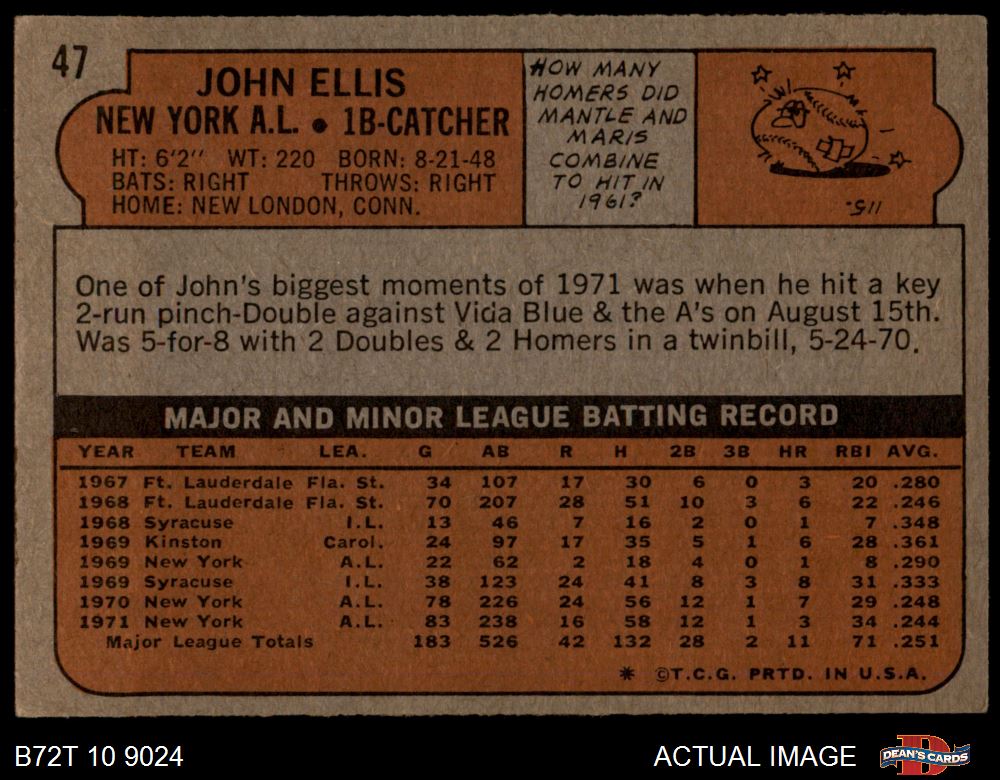 47
JOHN ELLIS
NEW YORK A.L. • 1B-CATCHER
HT: 6'2" WT: 220 BORN: 8-21-48
BATS: RIGHT THROWS: RIGHT
HOME: NEW LONDON, CONN.
HOW MANY
HOMERS DID
MANTLE AND
MARIS
COMBINE
TO HIT IN
1961?
115.
One of John's biggest moments of 1971 was when he hit a key
2-run pinch-Double against Vida Blue & the A's on August 15th.
Was 5-for-8 with 2 Doubles & 2 Homers in a twinbill, 5-24-70.
MAJOR AND MINOR LEAGUE BATTING RECORD
YEAR TEAM LEA. G AB R H 2B 3B HR RBI AVG.
1967 Ft. Lauderdale Fla. St. 34 107 17 30 6 0 3 20 .280
1968 Ft. Lauderdale Fla. St. 70 207 28 51 10 3 6 22 .246
1968 Syracuse I.L. 13 46 7 16 2 0 1 7 .348
1969 Kinston Carol. 24 97 17 35 5 1 6 28 .361
1969 New York A.L. 22 62 2 18 4 0 1 8 .290
1969 Syracuse I.L. 38 123 24 41 8 3 8 31 .333
1970 New York A.L. 78 226 24 56 12 1 7 29 .248
1971 New York A.L. 83 238 16 58 12 1 3 34 .244
Major League Totals 183 526 42 132 28 2 11 71 .251
* ©T.C.G. PRTD. IN U.S.A.
B72T 10 9024
ACTUAL IMAGE
DEAN'S CARDS